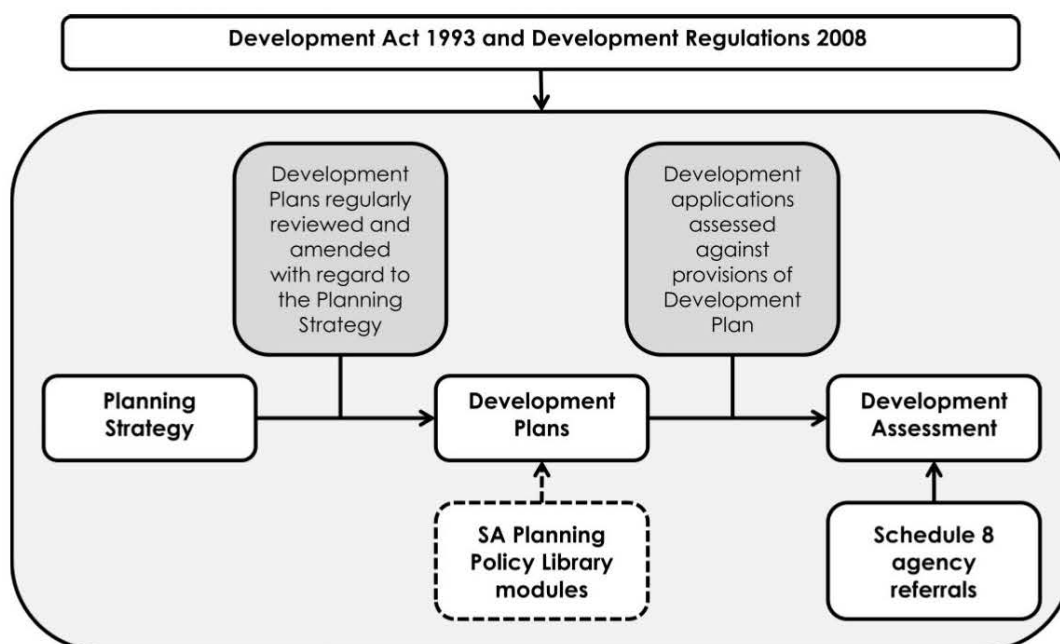 Development Act 1993 and Development Regulations 2008
Development
Plans regularly
reviewed and
amended
with regard to
the Planning
Strategy
Development
applications
assessed
against
provisions of
Development
Plan
Planning
Strategy
Development
Plans
Development
Assessment
SA Planning
Policy Library
modules
Schedule 8
agency
referrals